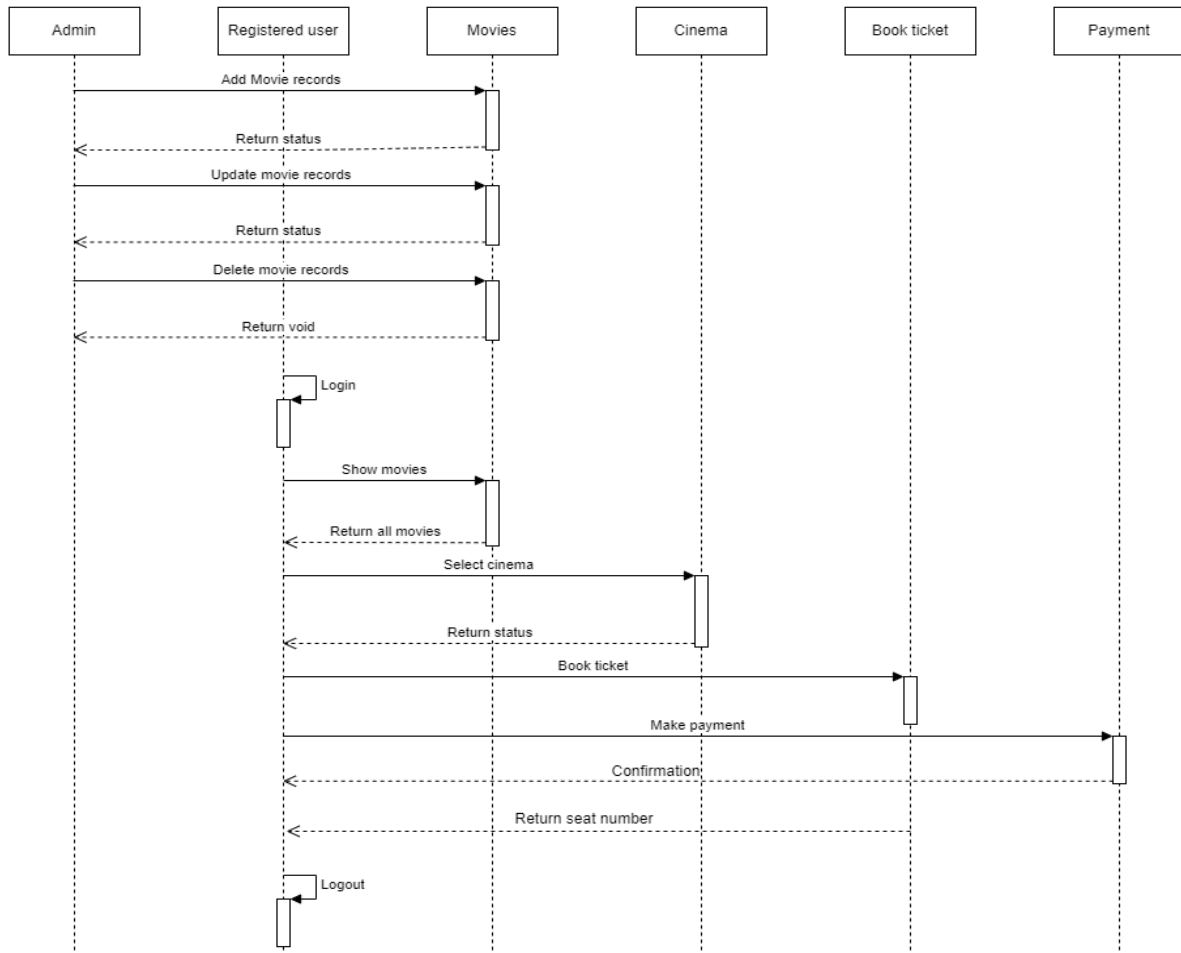 Admin
Registered user
Movies
Cinema
Book ticket
Payment
Add Movie records
Return status
Update movie records
Return status
Delete movie records
Return void
Login
Show movies
Return all movies
Select cinema
Return status
Book ticket
Make payment
Confirmation
Return seat number
Logout